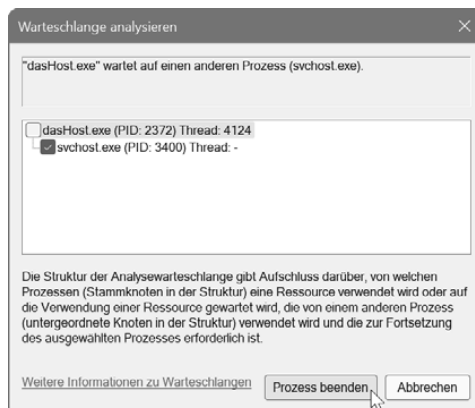 Warteschlange analysieren
"dasHost.exe" wartet auf einen anderen Prozess (svchost.exe).
dasHost.exe (PID: 2372) Thread: 4124
svchost.exe (PID: 3400) Thread: -
Die Struktur der Analysewarteschlange gibt Aufschluss darüber, von welchen
Prozessen (Stammknoten in der Struktur) eine Ressource verwendet wird oder auf
die Verwendung einer Ressource gewartet wird, die von einem anderen Prozess
(untergeordnete Knoten in der Struktur) verwendet wird und die zur Fortsetzung
des ausgewählten Prozesses erforderlich ist.
Weitere Informationen zu Warteschlangen
Prozess beenden
Abbrechen